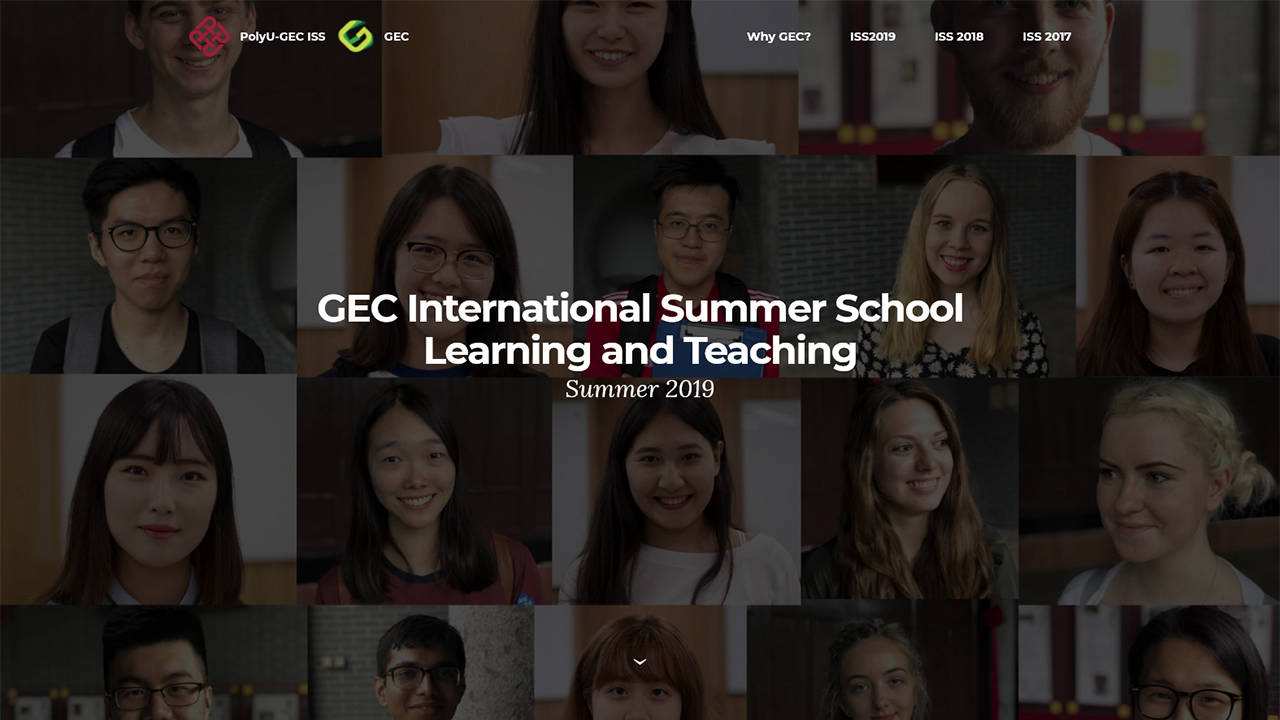 PolyU-GEC ISS
GEC
Why GEC?
ISS2019
ISS 2018
ISS 2017
GEC International Summer School
Learning and Teaching
Summer 2019